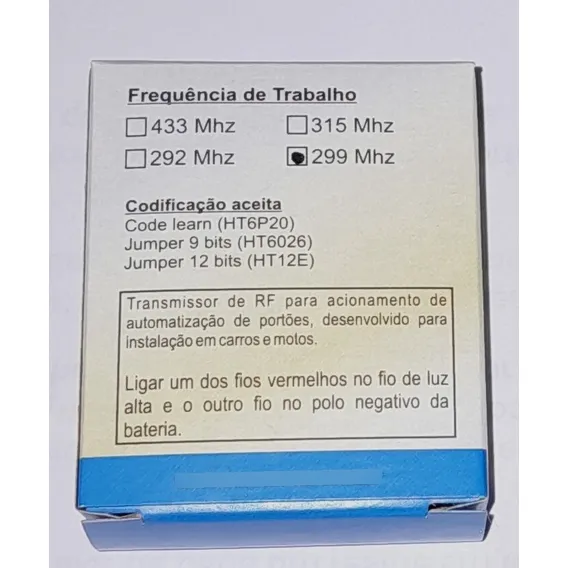 Frequência de Trabalho
433 Mhz 315 Mhz
292 Mhz 299 Mhz
Codificação aceita
Code learn (HT6P20)
Jumper 9 bits (HT6026)
Jumper 12 bits (HT12E)
Transmissor de RF para acionamento de
automatização de portões, desenvolvido para
instalação em carros e motos.
Ligar um dos fios vermelhos no fio de luz
alta e o outro fio no polo negativo da
bateria.